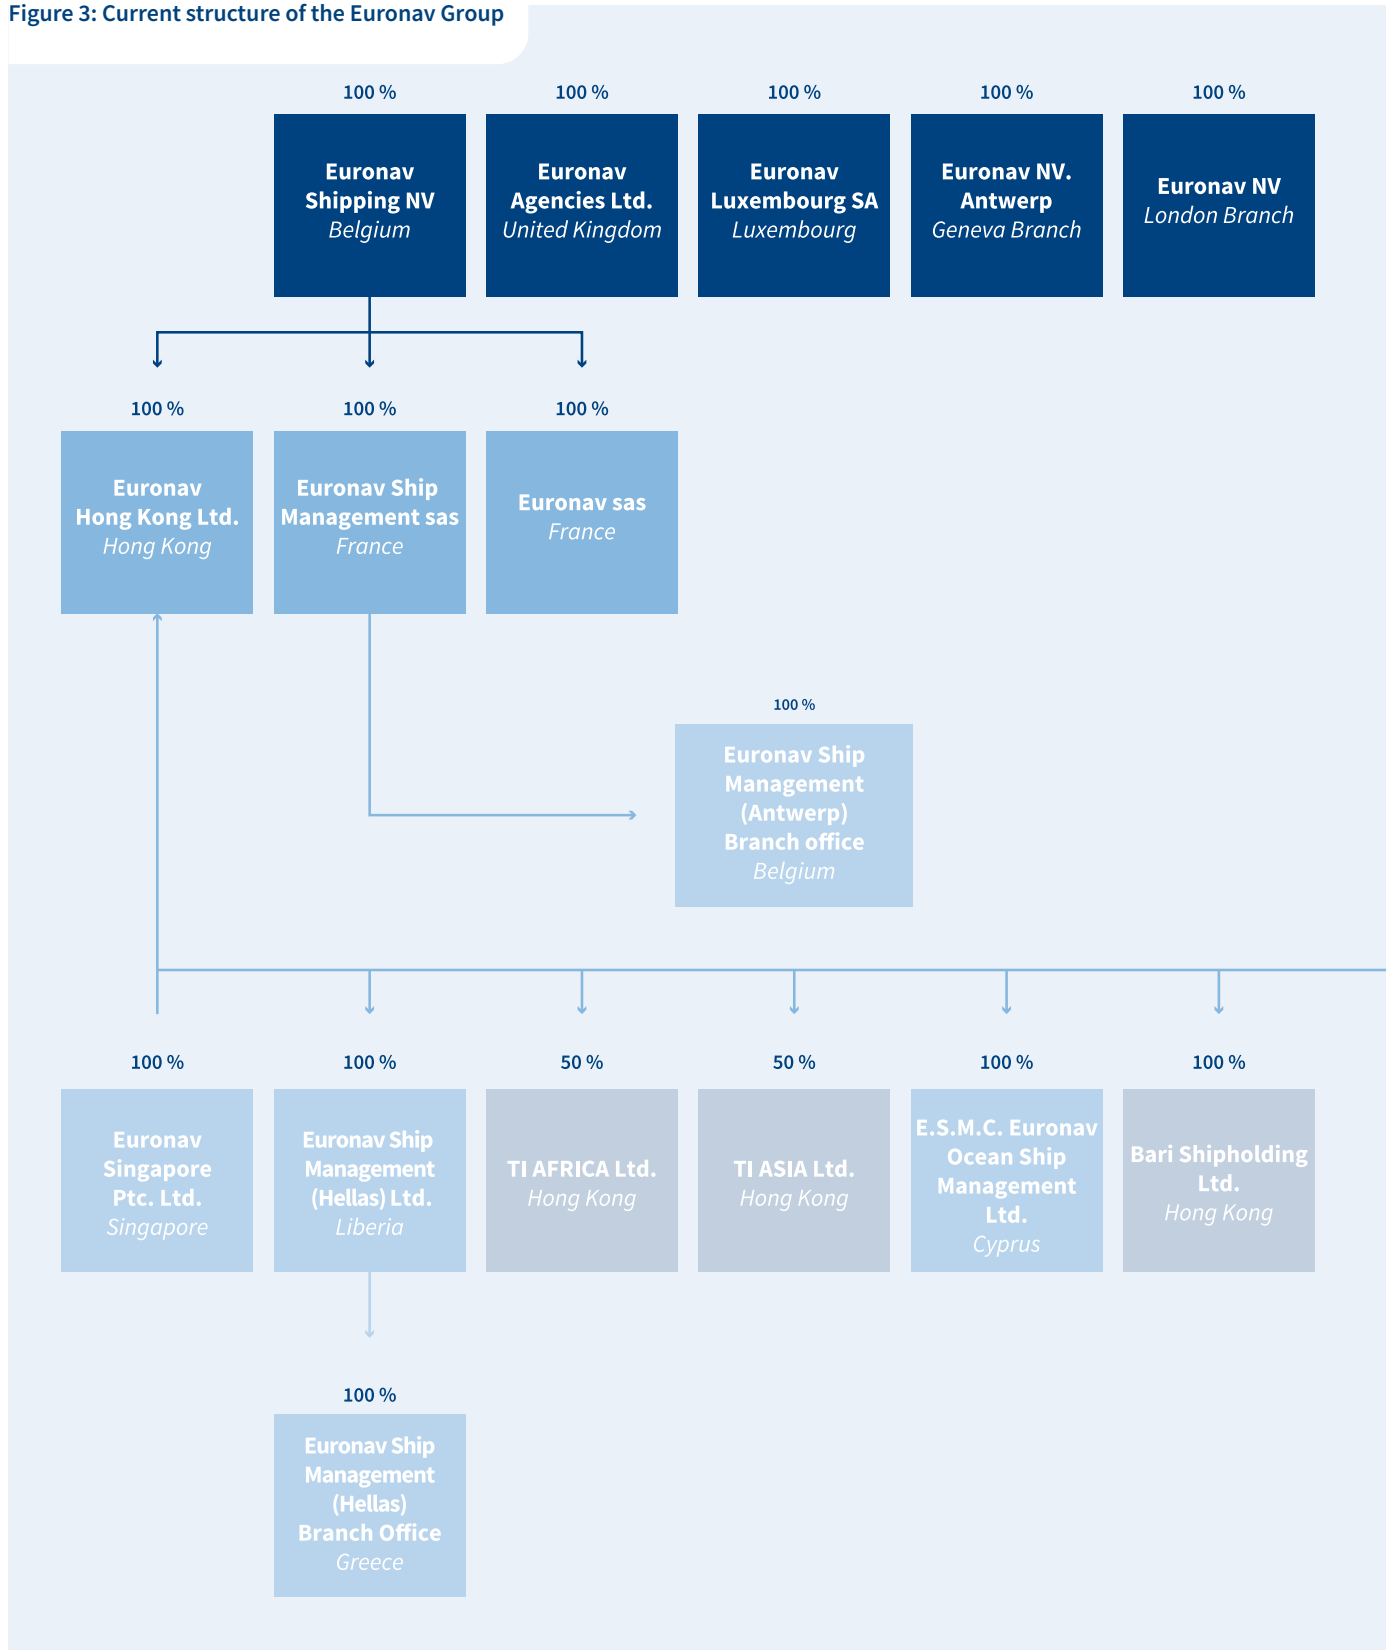 Figure 3: Current structure of the Euronav Group
100 %
100 %
100 %
100 %
100 %
Euronav
Shipping NV
Belgium
Euronav
Agencies Ltd.
United Kingdom
Euronav
Luxembourg SA
Luxembourg
Euronav NV.
Antwerp
Geneva Branch
Euronav NV
London Branch
100 %
100 %
100 %
Euronav
Hong Kong Ltd.
Hong Kong
Euronav Ship
Management sas
France
Euronav sas
France
100 %
Euronav Ship
Management
(Antwerp)
Branch office
Belgium
100 %
100 %
50 %
50 %
100 %
100 %
Euronav
Singapore
Ptc. Ltd.
Singapore
Euronav Ship
Management
(Hellas) Ltd.
Liberia
TI AFRICA Ltd.
Hong Kong
TI ASIA Ltd.
Hong Kong
E.S.M.C. Euronav
Ocean Ship
Management
Ltd.
Cyprus
Bari Shipholding
Ltd.
Hong Kong
100 %
Euronav Ship
Management
(Hellas)
Branch Office
Greece